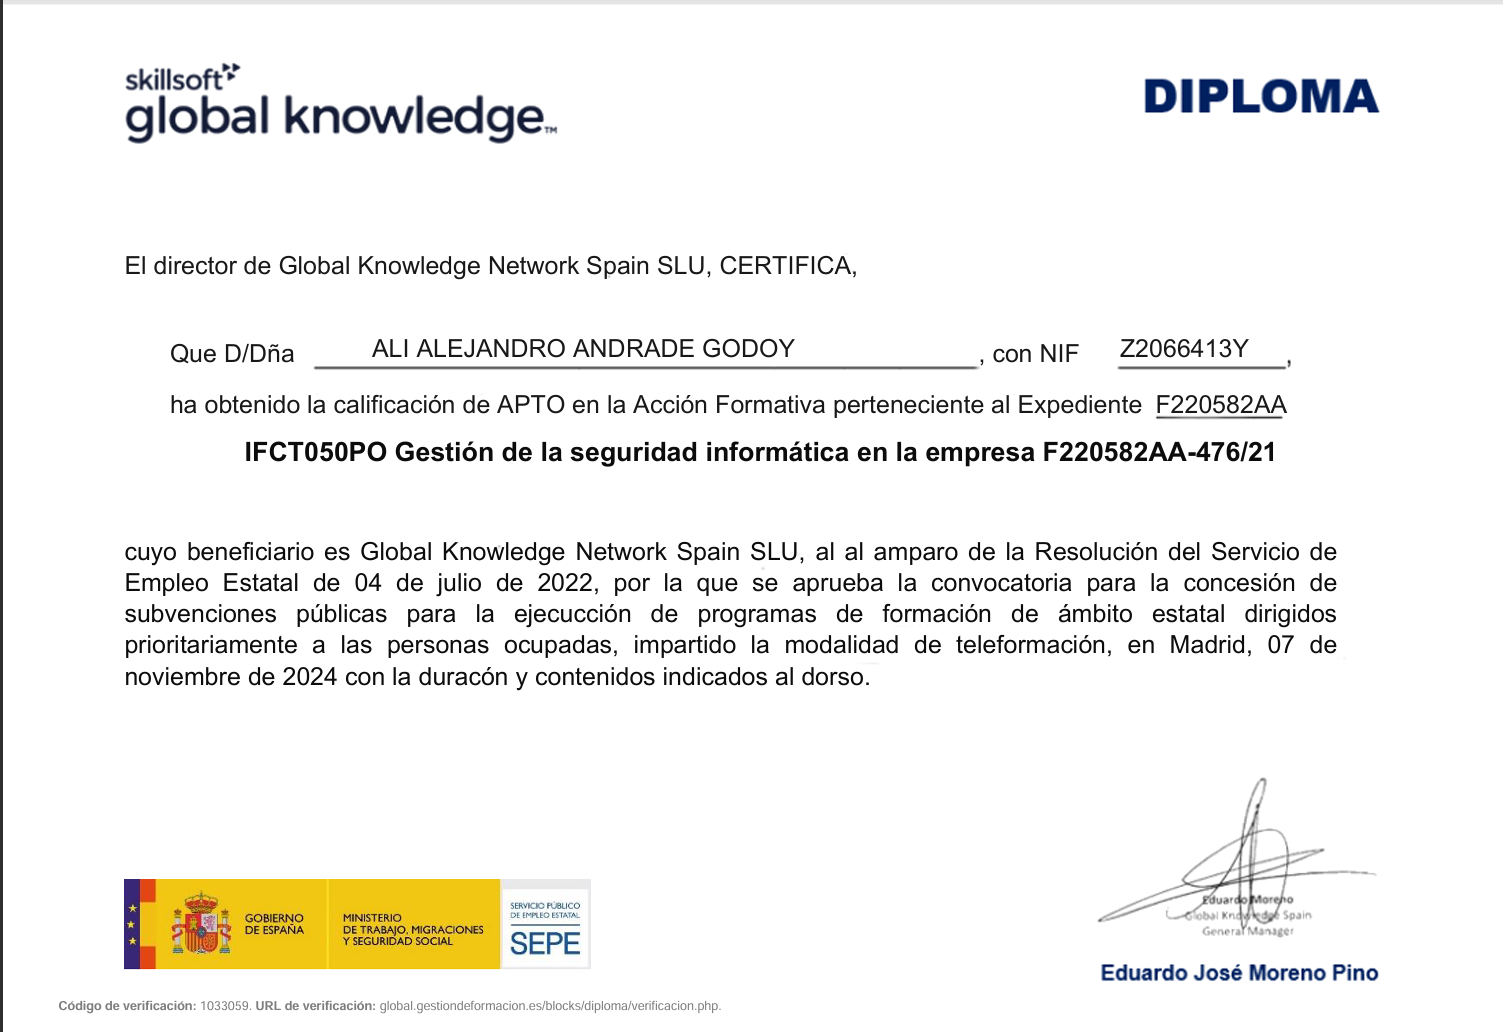 skillsoft
global knowledge™
DIPLOMA
El director de Global Knowledge Network Spain SLU, CERTIFICA,
Que D/Dña ALI ALEJANDRO ANDRADE GODOY, con NIF Z2066413Y,
ha obtenido la calificación de APTO en la Acción Formativa perteneciente al Expediente F220582AA
IFCT050PO Gestión de la seguridad informática en la empresa F220582AA-476/21
cuyo beneficiario es Global Knowledge Network Spain SLU, al al amparo de la Resolución del Servicio de
Empleo Estatal de 04 de julio de 2022, por la que se aprueba la convocatoria para la concesión de
subvenciones públicas para la ejecución de programas de formación de ámbito estatal dirigidos
prioritariamente a las personas ocupadas, impartido la modalidad de teleformación, en Madrid, 07 de
noviembre de 2024 con la duracón y contenidos indicados al dorso.
GOBIERNO
DE ESPAÑA
MINISTERIO
DE TRABAJO, MIGRACIONES
Y SEGURIDAD SOCIAL
SERVICIO PÚBLICO
DE EMPLEO ESTATAL
SEPE
Eduardo Moreno
Global Knowledge Spain
General Manager
Eduardo José Moreno Pino
Código de verificación: 1033059. URL de verificación: global.gestiondeformacion.es/blocks/diploma/verificacion.php.